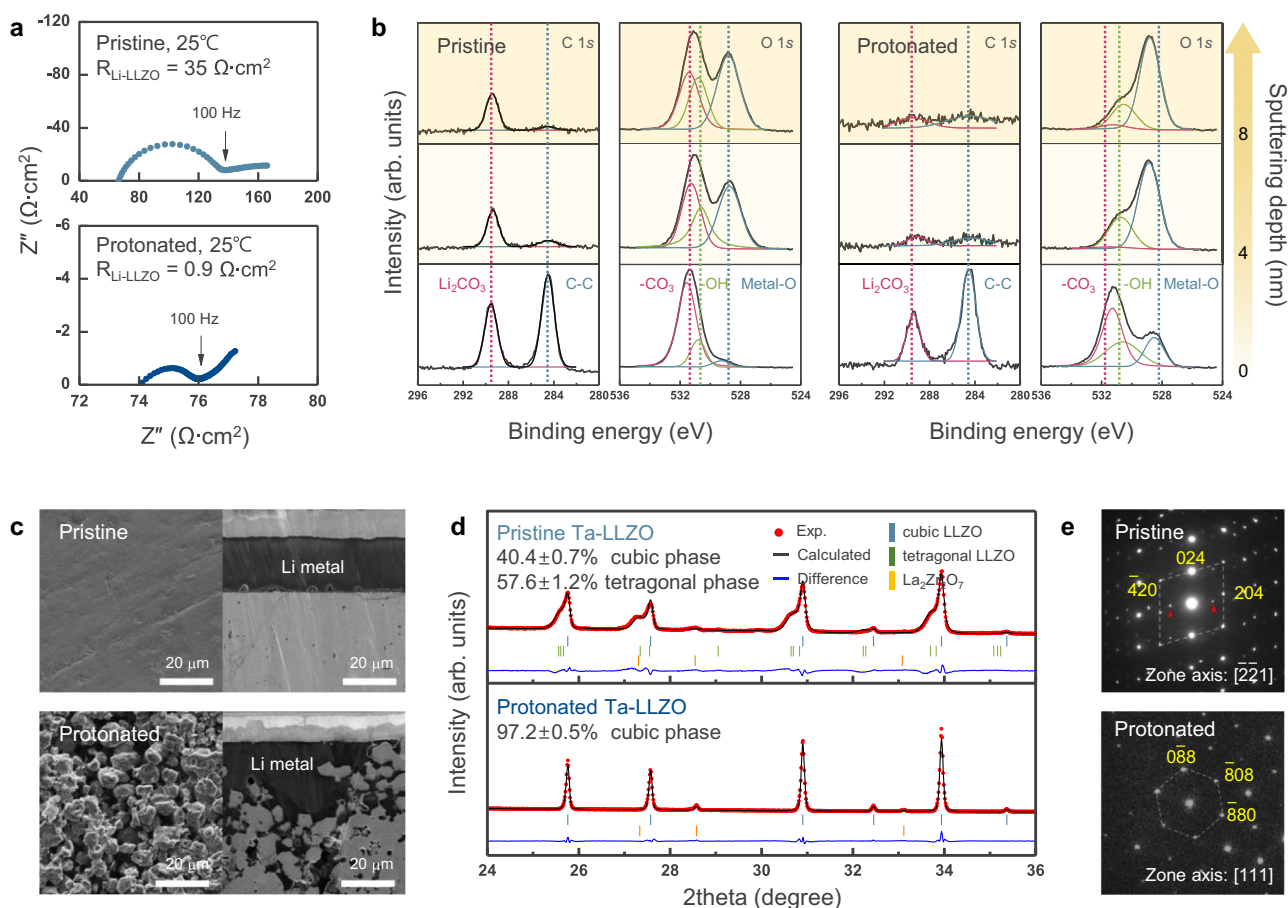 a
Pristine, 25℃
R_Li-LLZO = 35 Ω·cm²
100 Hz
-120
-80
-40
0
40 80 120 160 200
Protonated, 25℃
R_Li-LLZO = 0.9 Ω·cm²
100 Hz
-6
-4
-2
0
72 74 76 78 80
Z″ (Ω·cm²)
Z″ (Ω·cm²)
b
Pristine
C 1s
O 1s
Protonated
C 1s
O 1s
Li₂CO₃
C-C
-CO₃
-OH
Metal-O
Li₂CO₃
C-C
-CO₃
-OH
Metal-O
296 292 288 284 280
536 532 528 524
296 292 288 284 280
536 532 528 524
Intensity (arb. units)
Binding energy (eV)
Binding energy (eV)
8
4
0
Sputtering depth (nm)
c
Pristine
Li metal
20 μm
20 μm
Protonated
Li metal
20 μm
20 μm
d
Pristine Ta-LLZO
40.4±0.7% cubic phase
57.6±1.2% tetragonal phase
Exp.
Calculated
Difference
cubic LLZO
tetragonal LLZO
La₂ZrO₇
Protonated Ta-LLZO
97.2±0.5% cubic phase
24 26 28 30 32 34 36
Intensity (arb. units)
2theta (degree)
e
Pristine
024
4̅20
204
Zone axis: [2̅2̅1]
Protonated
08̅8
8̅08
8̅80
Zone axis: [111]